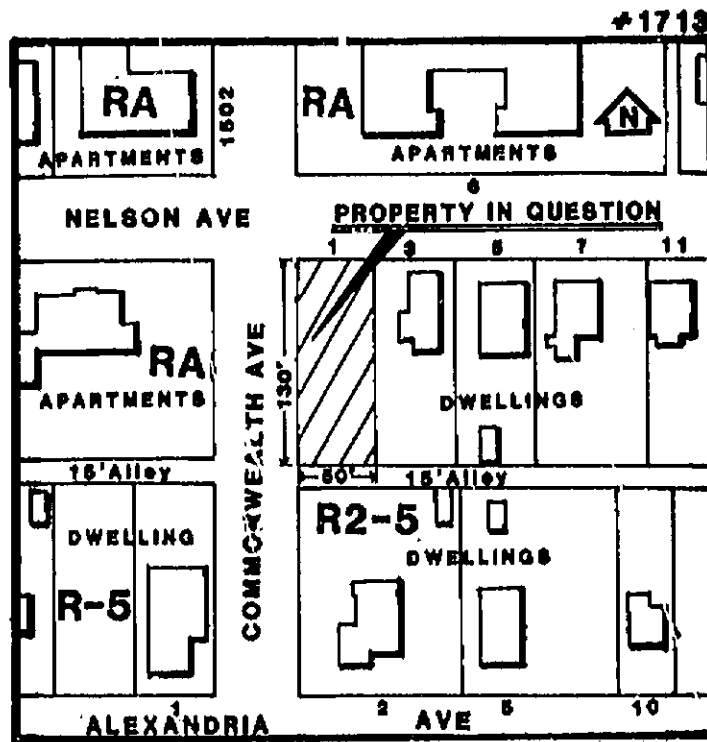 #1713
RA
1502
RA
N
APARTMENTS
APARTMENTS
6
NELSON AVE
PROPERTY IN QUESTION
1 3 5 7 11
RA
APARTMENTS
COMMONWEALTH AVE
130'
DWELLINGS
50'
15'Alley
15'Alley
DWELLING
R-5
R2-5
DWELLINGS
1 2 5 10
ALEXANDRIA AVE